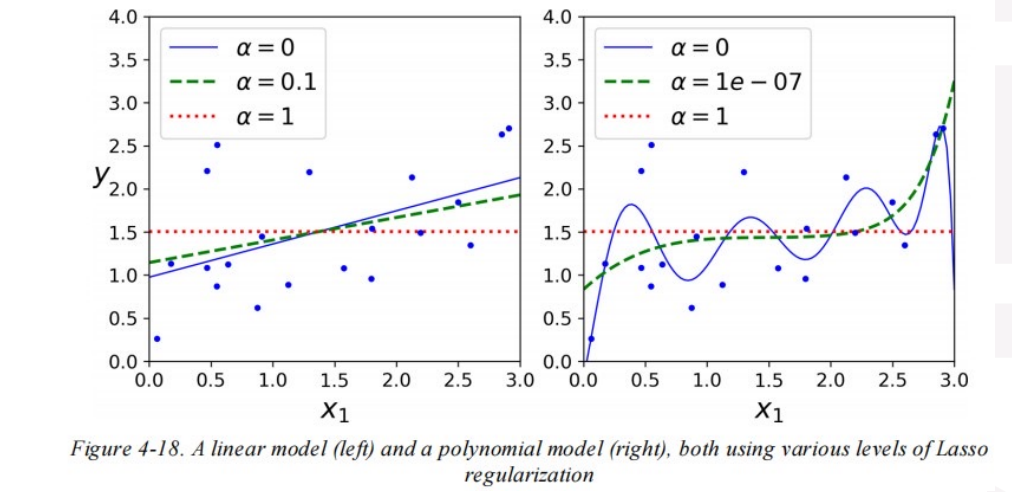 4.0
3.5
3.0
2.5
2.0
1.5
1.0
0.5
0.0
y
α = 0
α = 0.1
α = 1
0.0 0.5 1.0 1.5 2.0 2.5 3.0
x₁
4.0
3.5
3.0
2.5
2.0
1.5
1.0
0.5
0.0
α = 0
α = 1e − 07
α = 1
0.0 0.5 1.0 1.5 2.0 2.5 3.0
x₁
Figure 4-18. A linear model (left) and a polynomial model (right), both using various levels of Lasso
regularization